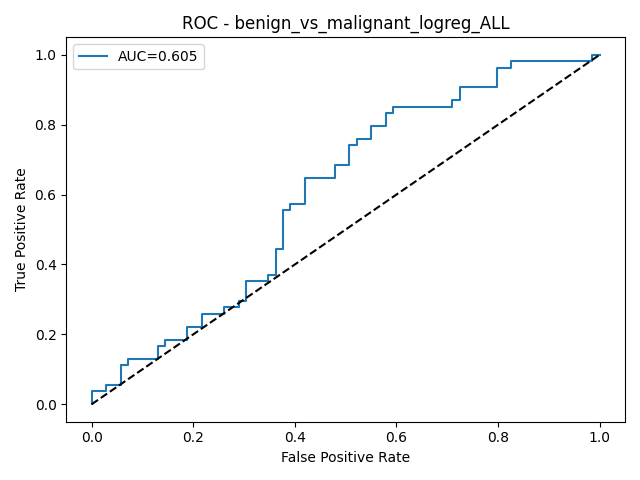 ROC - benign_vs_malignant_logreg_ALL
AUC=0.605
True Positive Rate
1.0
0.8
0.6
0.4
0.2
0.0
0.0 0.2 0.4 0.6 0.8 1.0
False Positive Rate